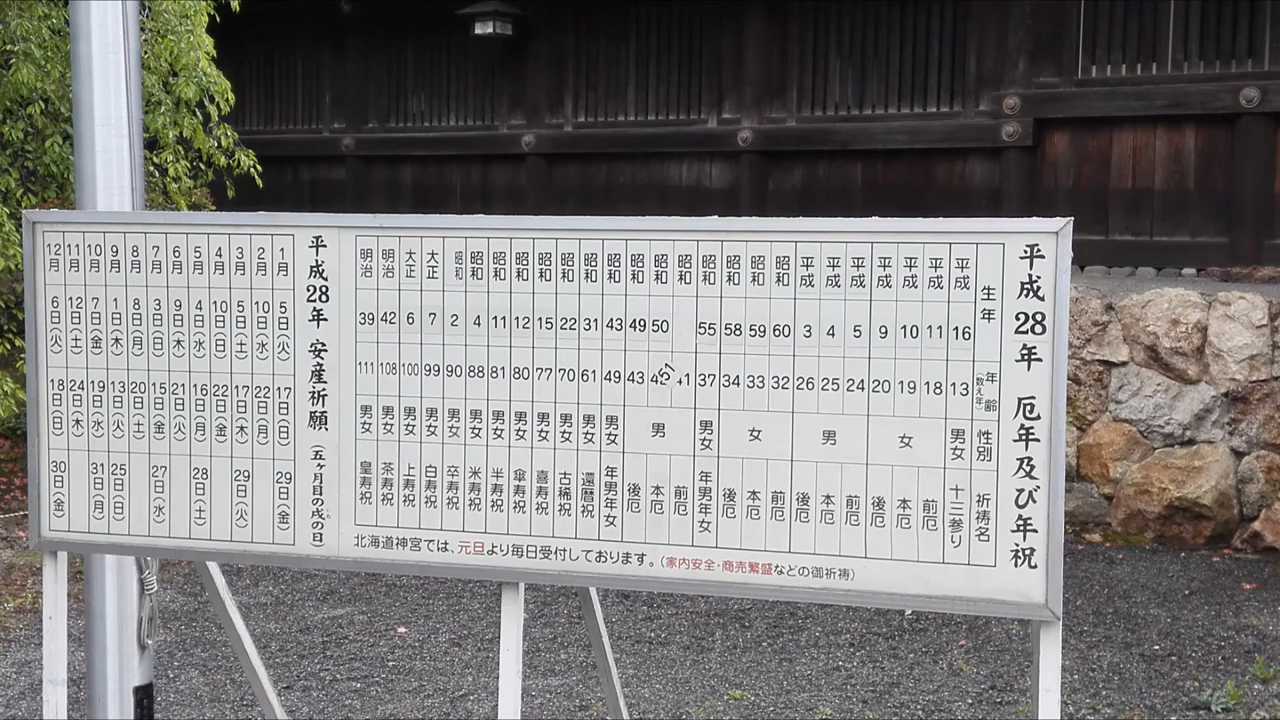 平成28年 厄年及び年祝
生年 年齢(数え年) 性別 祈祷名
平成 16 13 男女 十三参り
平成 11 18 前厄
平成 10 19 女 本厄
平成 9 20 後厄
平成 5 24 前厄
平成 4 25 男 本厄
平成 3 26 後厄
昭和 60 32 前厄
昭和 59 33 女 本厄
昭和 58 34 後厄
昭和 55 37 男女 年男年女
昭和 51 41 前厄
昭和 50 男 本厄
昭和 49 43 後厄
昭和 43 49 男女 年男年女
昭和 31 61 男女 還暦祝
昭和 22 70 男女 古稀祝
昭和 15 77 男女 喜寿祝
昭和 12 80 男女 傘寿祝
昭和 11 81 男女 半寿祝
昭和 4 88 男女 米寿祝
昭和 2 90 男女 卒寿祝
大正 7 99 男女 白寿祝
大正 6 100 男女 上寿祝
明治 42 108 男女 茶寿祝
明治 39 111 男女 皇寿祝
北海道神宮では、元旦より毎日受付しております。(家内安全・商売繁盛などの御祈祷)
平成28年 安産祈願 (五ヶ月目の戌の日)
1月 5日(火) 17日(日) 29日(金)
2月 10日(水) 22日(月)
3月 5日(土) 17日(木) 29日(火)
4月 10日(日) 22日(金)
5月 4日(水) 16日(月) 28日(土)
6月 9日(木) 21日(火)
7月 3日(日) 15日(金) 27日(水)
8月 8日(月) 20日(土)
9月 1日(木) 13日(火) 25日(日)
10月 7日(金) 19日(水) 31日(月)
11月 12日(土) 24日(木)
12月 6日(火) 18日(日) 30日(金)